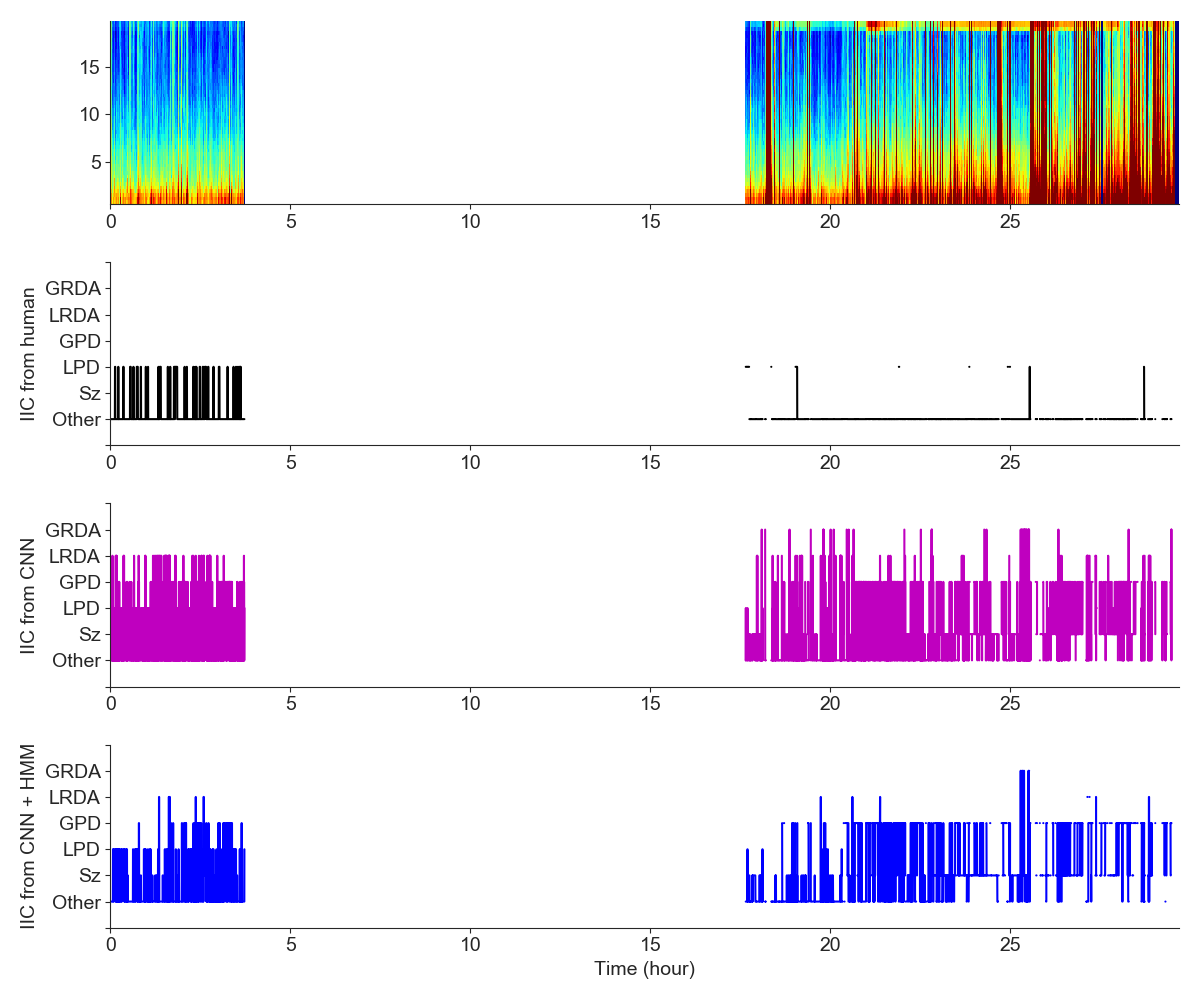 15
10
5
0 5 10 15 20 25
IIC from human
GRDA
LRDA
GPD
LPD
Sz
Other
0 5 10 15 20 25
IIC from CNN
GRDA
LRDA
GPD
LPD
Sz
Other
0 5 10 15 20 25
IIC from CNN + HMM
GRDA
LRDA
GPD
LPD
Sz
Other
0 5 10 15 20 25
Time (hour)